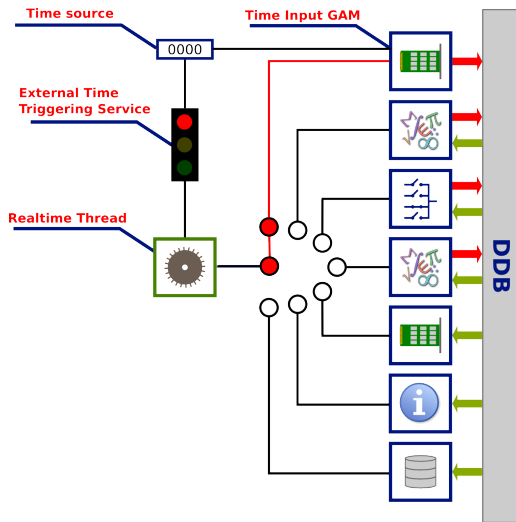 Time source
Time Input GAM
0000
External Time
Triggering Service
Realtime Thread
DDB
i